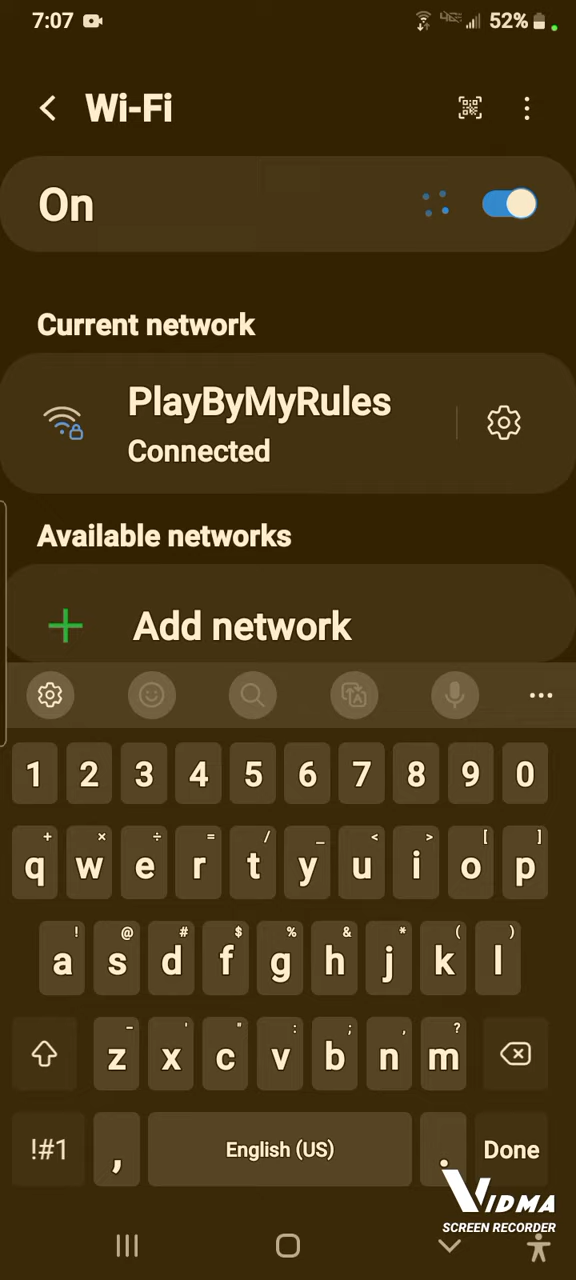 7:07 52%
Wi-Fi
On
Current network
PlayByMyRules
Connected
Available networks
Add network
1 2 3 4 5 6 7 8 9 0
+ × ÷ = / _ < > [ ]
q w e r t y u i o p
! @ # $ % & * ( )
a s d f g h j k l
- ' " : ; , ?
z x c v b n m
!#1 , English (US) . Done
VIDMA
SCREEN RECORDER